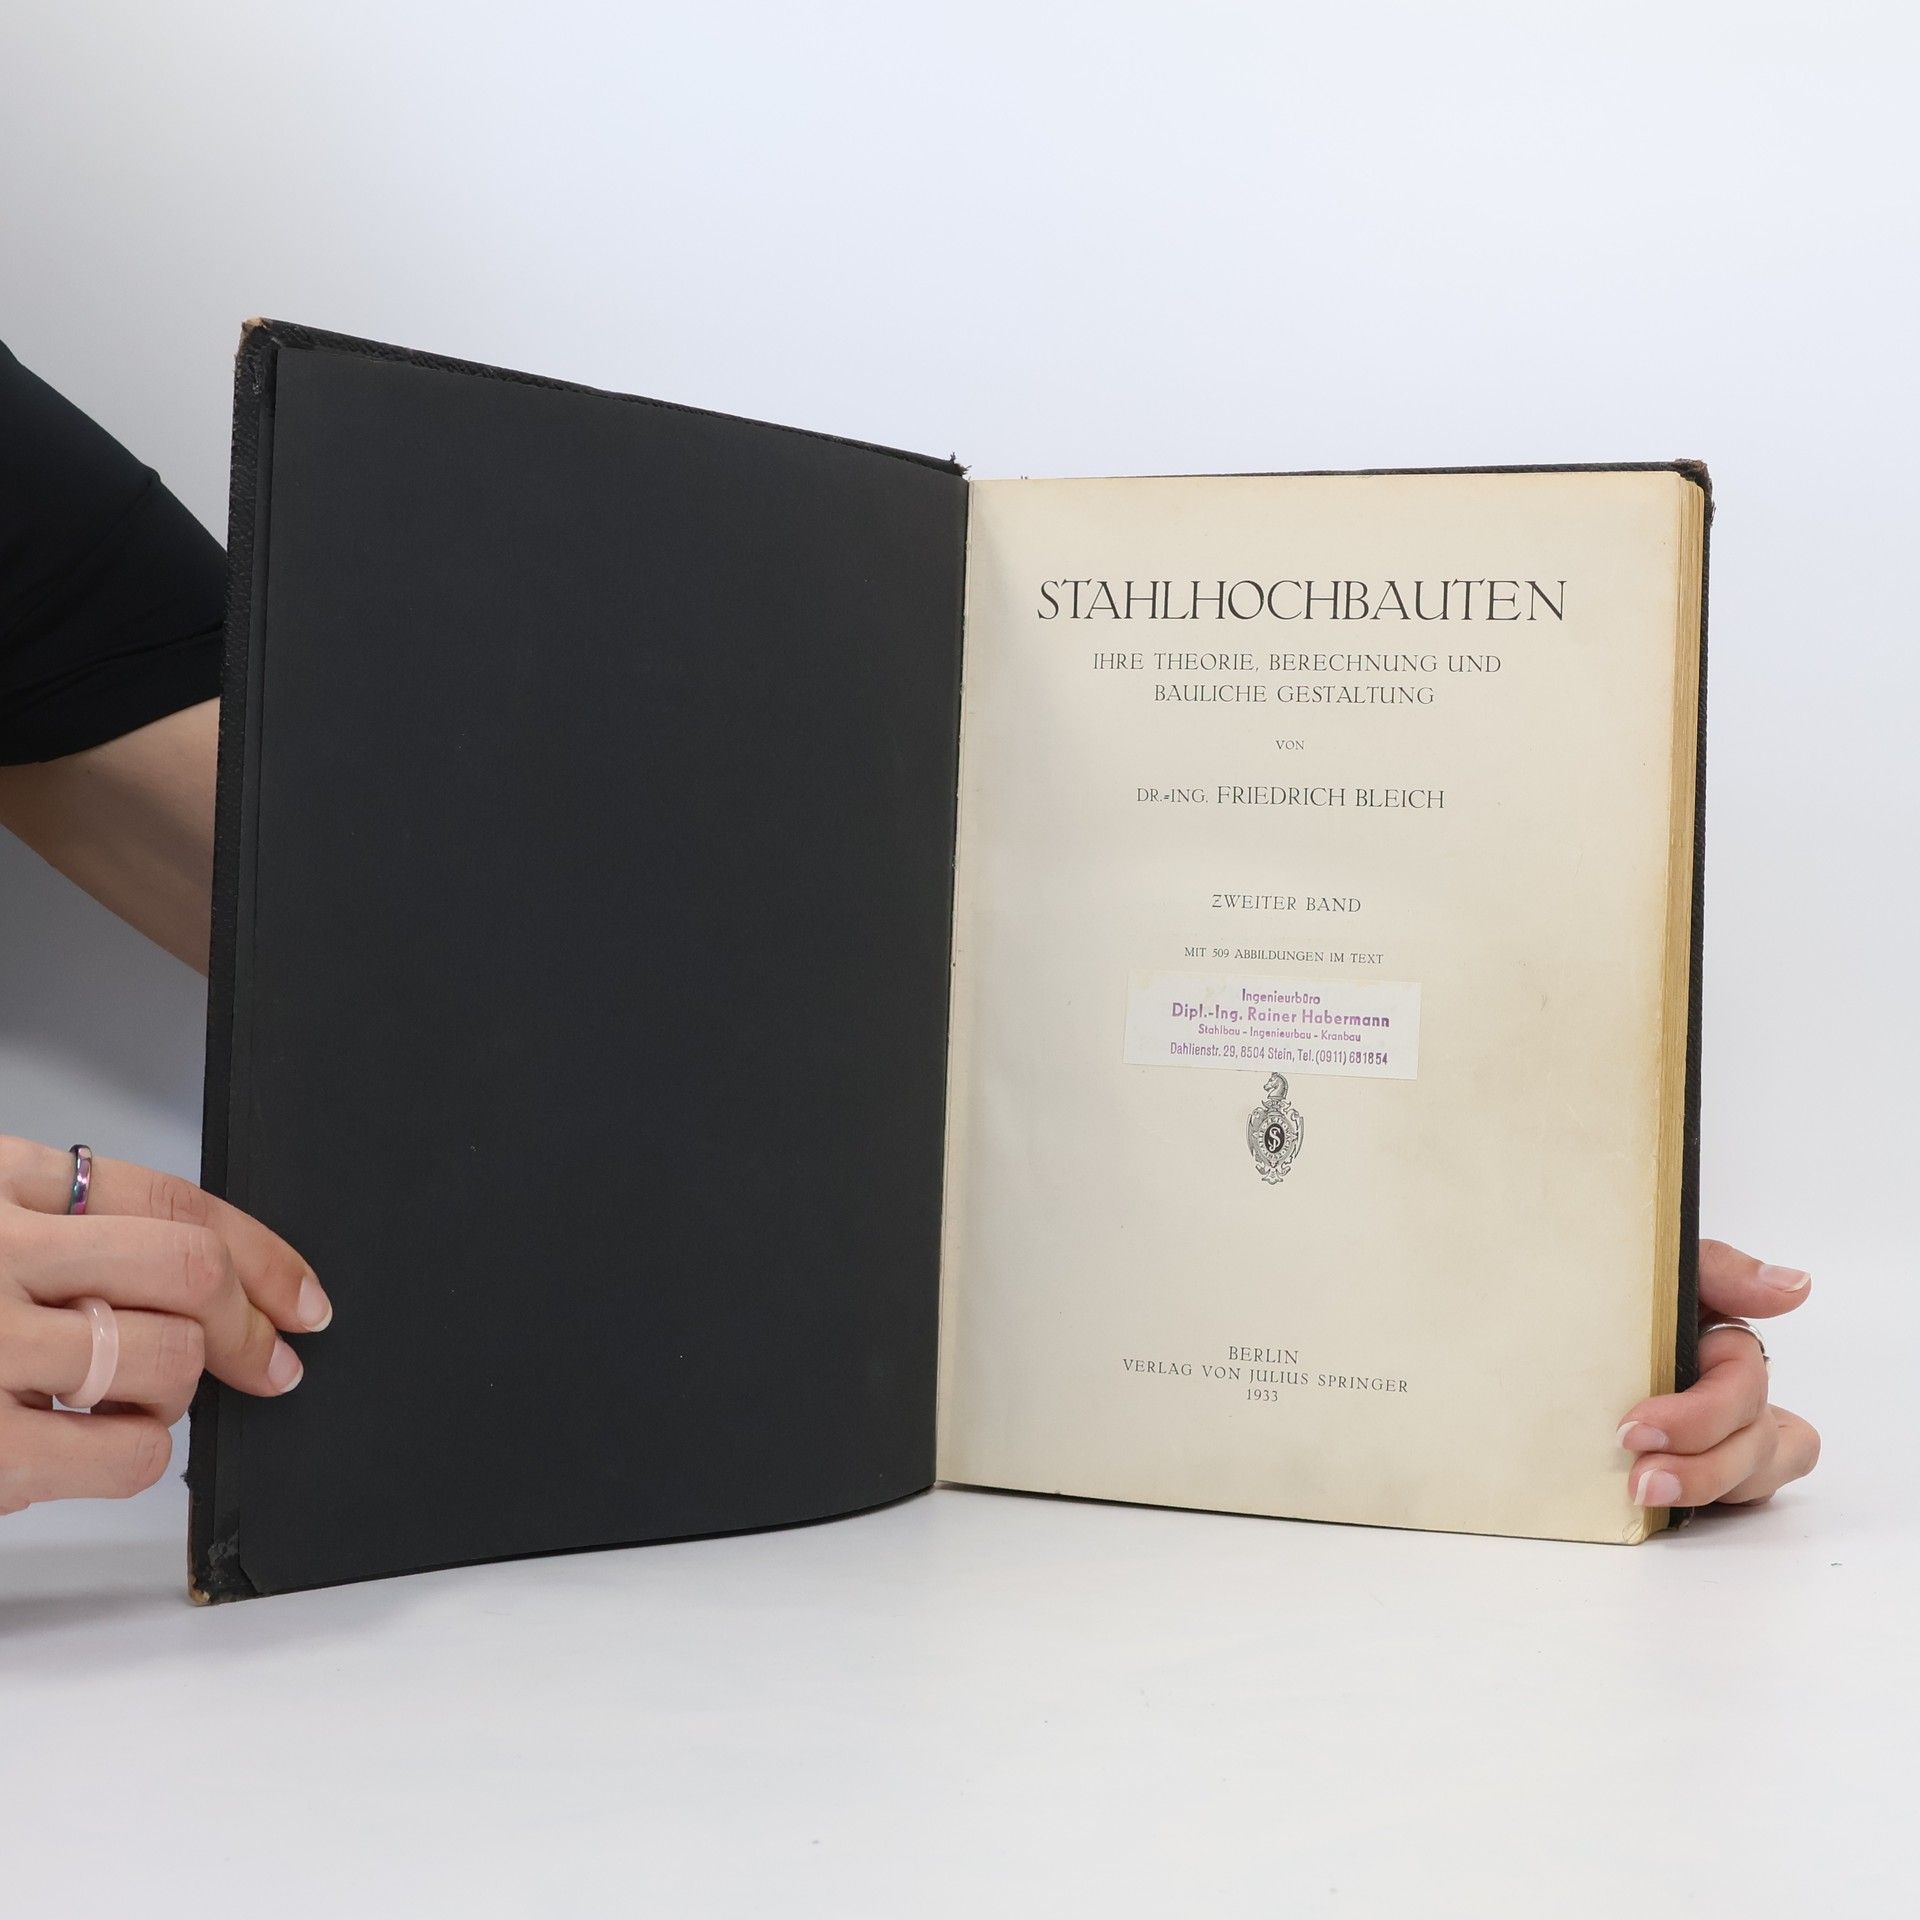 STAHLHOCHBAUTEN
IHRE THEORIE, BERECHNUNG UND
BAULICHE GESTALTUNG
VON
DR.=ING. FRIEDRICH BLEICH
ZWEITER BAND
MIT 509 ABBILDUNGEN IM TEXT
Ingenieurbüro
Dipl.-Ing. Rainer Habermann
Stahlbau - Ingenieurbau - Kranbau
Dahlienstr. 29, 8504 Stein, Tel. (0911) 681854
BERLIN
VERLAG VON JULIUS SPRINGER
1933